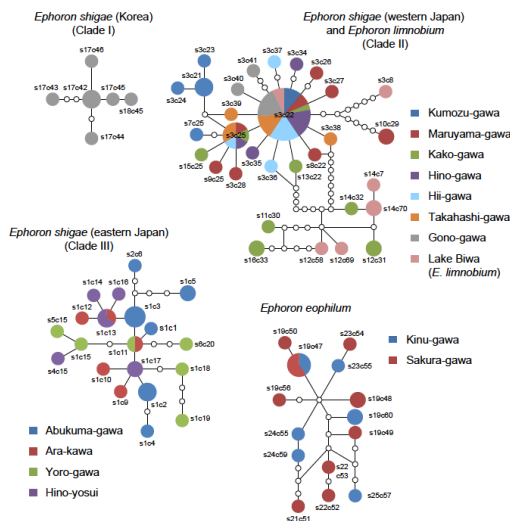 Ephoron shigae (Korea)
(Clade I)
s17c46
s17c43
s17c42
s17c45
s18c45
s17c44
Ephoron shigae (western Japan)
and Ephoron limnobium
(Clade II)
s3c23
s3c21
s3c24
s3c41
s3c40
s3c37
s3c34
s3c26
s3c27
s3c22
s3c39
s7c25
s3c25
s15c25
s9c25
s3c28
s3c35
s3c36
s13c22
s8c22
s3c38
s3c8
s10c29
s14c7
s14c32
s14c70
s11c30
s16c33
s12c58
s12c69
s12c31
Kumozu-gawa
Maruyama-gawa
Kako-gawa
Hino-gawa
Hii-gawa
Takahashi-gawa
Gono-gawa
Lake Biwa
(E. limnobium)
Ephoron shigae (eastern Japan)
(Clade III)
s2c6
s1c5
s1c14
s1c16
s1c12
s1c13
s1c3
s1c1
s5c15
s1c15
s1c11
s6c20
s4c15
s1c17
s1c10
s1c9
s1c2
s1c18
s1c4
s1c19
Abukuma-gawa
Ara-kawa
Yoro-gawa
Hino-yosui
Ephoron eophilum
s19c50
s19c47
s23c54
s23c55
s19c56
s19c48
s19c60
s24c55
s19c49
s24c59
s22
c53
s21c51
s22c52
s25c57
Kinu-gawa
Sakura-gawa